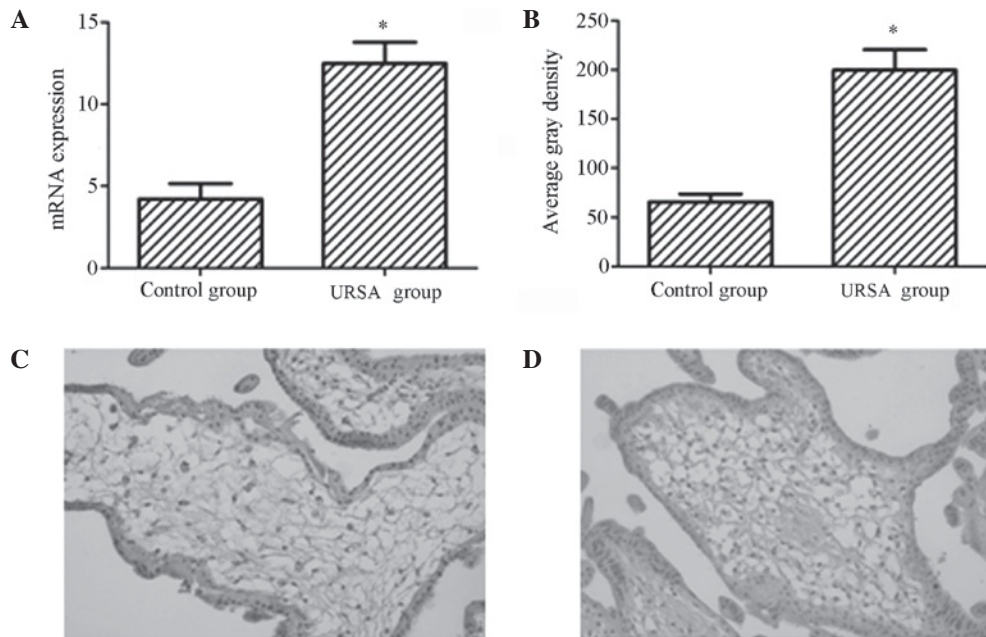 A
mRNA expression
15
10
5
0
*
Control group
URSA group
B
Average gray density
250
200
150
100
50
0
*
Control group
URSA group
C
D